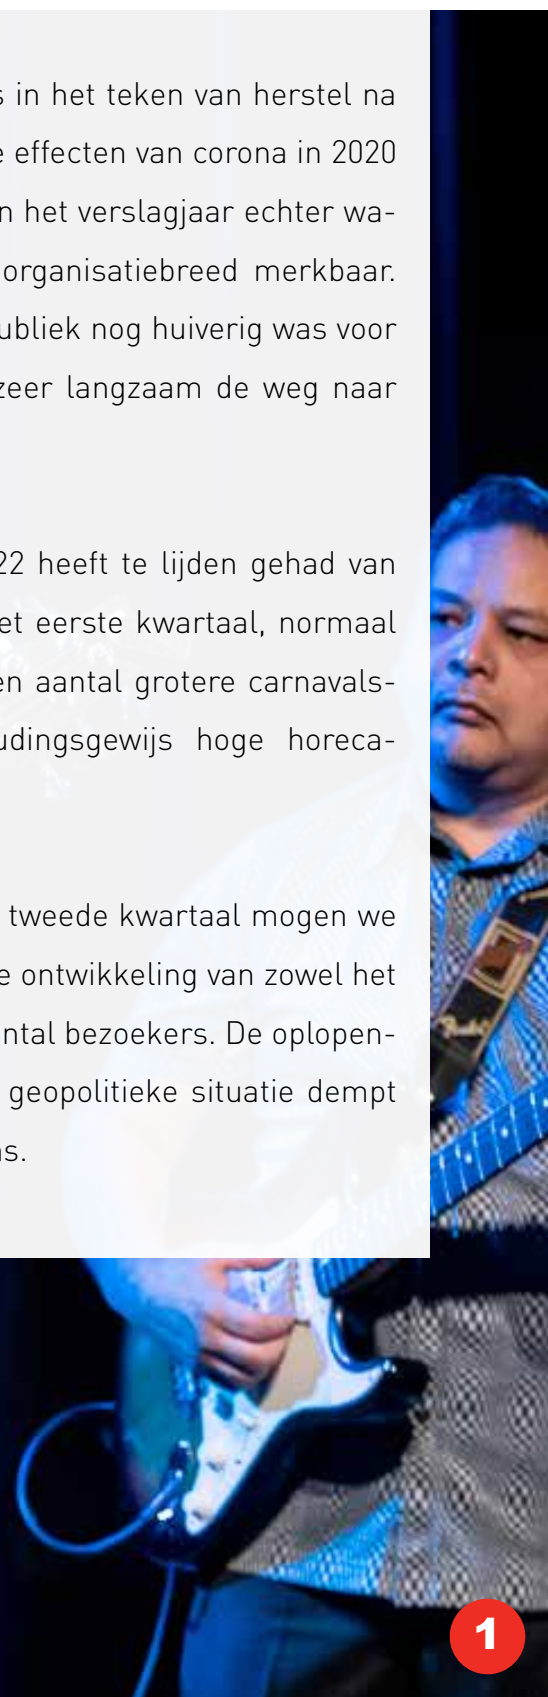 s in het teken van herstel na
e effecten van corona in 2020
n het verslagjaar echter wa-
organisatiebreed merkbaar.
ubliek nog huiverig was voor
zeer langzaam de weg naar
22 heeft te lijden gehad van
et eerste kwartaal, normaal
en aantal grotere carnavals-
udingsgewijs hoge horeca-
tweede kwartaal mogen we
e ontwikkeling van zowel het
ntal bezoekers. De oplopen-
geopolitieke situatie dempt
s.
1